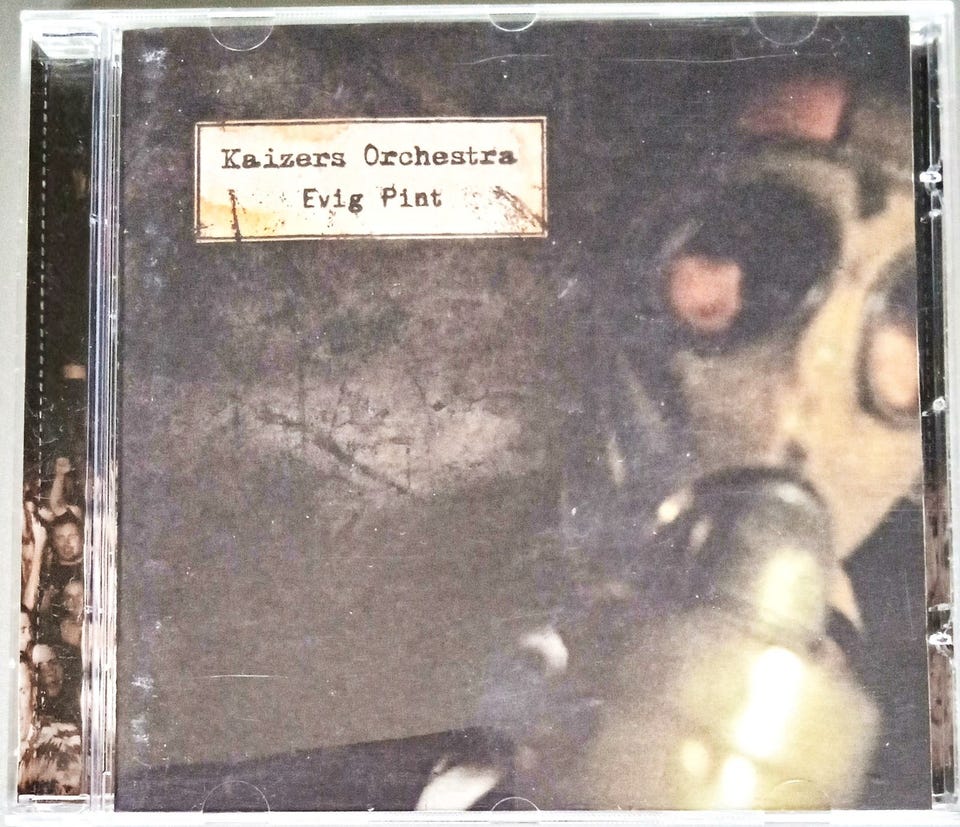 Kaizers Orchestra
Evig Pint